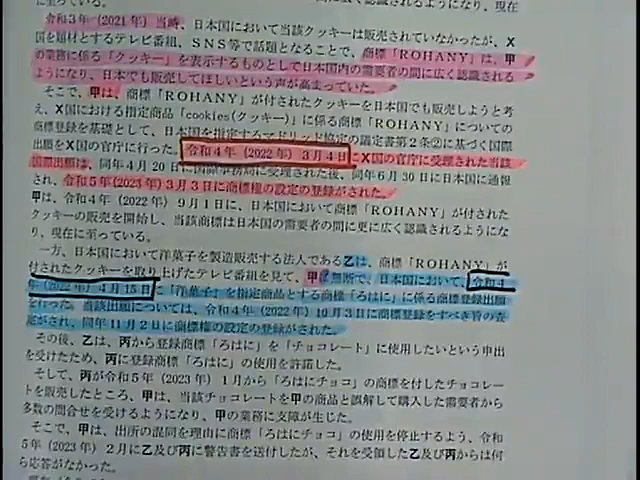 に至っている。
令和3年（2021年）当時、日本国において当該クッキーは販売されていなかったが、X
国を題材とするテレビ番組、SNS等で話題となることで、商標「ROHANY」は、甲
の業務に係る「クッキー」を表示するものとして日本国内の需要者の間に広く認識される
ようになり、日本でも販売してほしいという声が高まっていた。
そこで、甲は、商標「ROHANY」が付されたクッキーを日本国でも販売しようと考
え、X国における指定商品「cookies(クッキー)」に係る商標「ROHANY」についての
商標登録を基礎として、日本国を指定するマドリッド協定の議定書第2条(2)に基づく国際
出願をX国の官庁に行った。令和4年（2022年）3月4日にX国の官庁に受理された当該
国際出願は、同年4月20日に国際事務局に受理された後、同年6月30日に日本国に通報
され、令和5年(2023年)3月3日に商標権の設定の登録がされた。
甲は、令和4年（2022年）9月1日に、日本国において商標「ROHANY」が付された
クッキーの販売を開始し、当該商標は日本国の需要者の間に更に広く認識されるようにな
り、現在に至っている。
一方、日本国において洋菓子を製造販売する法人である乙は、商標「ROHANY」が
付されたクッキーを取り上げたテレビ番組を見て、甲に無断で、日本国において、令和4
年（2022年）4月15日に「洋菓子」を指定商品とする商標「ろはに」に係る商標登録出願
を行った。当該出願については、令和4年（2022年）10月3日に商標登録をすべき旨の査
定がされ、同年11月2日に商標権の設定の登録がされた。
その後、乙は、丙から登録商標「ろはに」を「チョコレート」に使用したいという申出
を受けたため、丙に登録商標「ろはに」の使用を許諾した。
そして、丙が令和5年（2023年）1月から「ろはにチョコ」の商標を付したチョコレー
トを販売したところ、甲は、当該チョコレートを甲の商品と誤解して購入した需要者から
多数の問合せを受けるようになり、甲の業務に支障が生じた。
そこで、甲は、出所の混同を理由に商標「ろはにチョコ」の使用を停止するよう、令和
5年（2023年）2月に乙及び丙に警告書を送付したが、それを受領した乙及び丙からは何
ら応答がなかった。